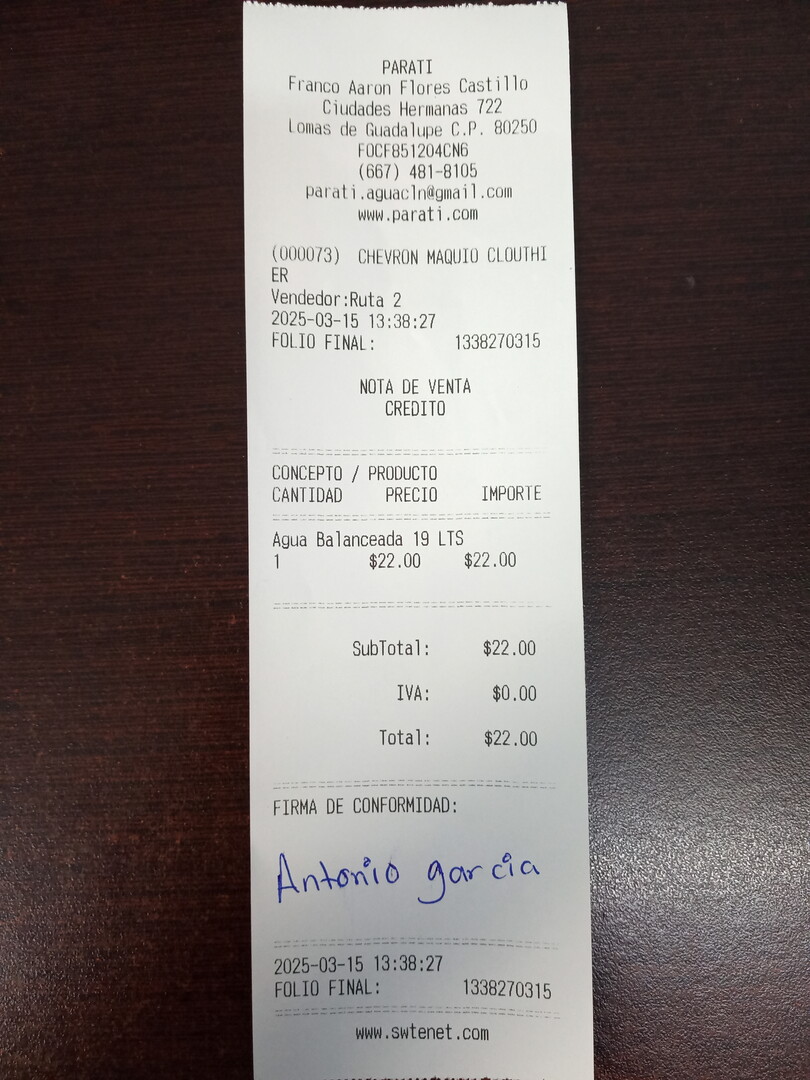 PARATI
Franco Aaron Flores Castillo
Ciudades Hermanas 722
Lomas de Guadalupe C.P. 80250
FOCF851204CN6
(667) 481-8105
parati.aguacln@gmail.com
www.parati.com
(000073) CHEVRON MAQUIO CLOUTHI
ER
Vendedor:Ruta 2
2025-03-15 13:38:27
FOLIO FINAL: 1338270315
NOTA DE VENTA
CREDITO
CONCEPTO / PRODUCTO
CANTIDAD PRECIO IMPORTE
Agua Balanceada 19 LTS
1 $22.00 $22.00
SubTotal: $22.00
IVA: $0.00
Total: $22.00
FIRMA DE CONFORMIDAD:
Antonio garcia
2025-03-15 13:38:27
FOLIO FINAL: 1338270315
www.swtenet.com